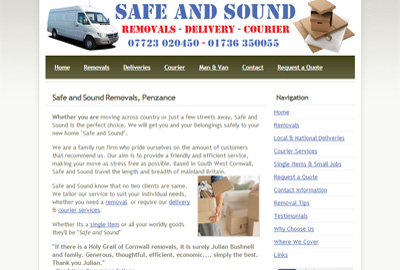 SAFE AND SOUND
REMOVALS - DELIVERY - COURIER
07723 020450 - 01736 350055
Home Removals Deliveries Courier Man & Van Contact Request a Quote
Safe and Sound Removals, Penzance
Whether you are moving across country or just a few streets away, Safe and
Sound is the perfect choice. We will get you and your belongings safely to your
new home "Safe and Sound".
We are a family run firm who pride ourselves on the amount of customers
that recommend us. Our aim is to provide a friendly and efficient service,
making your move as stress free as possible. Based in South West Cornwall,
Safe and Sound travel the length and breadth of mainland Britain.
Safe and Sound know that no two clients are same.
We tailor our service to suit your individual needs,
whether you need a removal, or require our delivery
& courier services.
Whether its a single item or all your worldly goods
they'll be "Safe and Sound"
"If there is a Holy Grail of Cornwall removals, it is surely Julian Bushnell
and family, Generous, thoughtful, efficient, economic.... simply the best.
Thank you Julian."
Navigation
Home
Removals
Local & National Deliveries
Courier Services
Single Items & Small Jobs
Request a Quote
Contact Information
Removal Tips
Testimonials
Why Choose Us
Where We Cover
Links